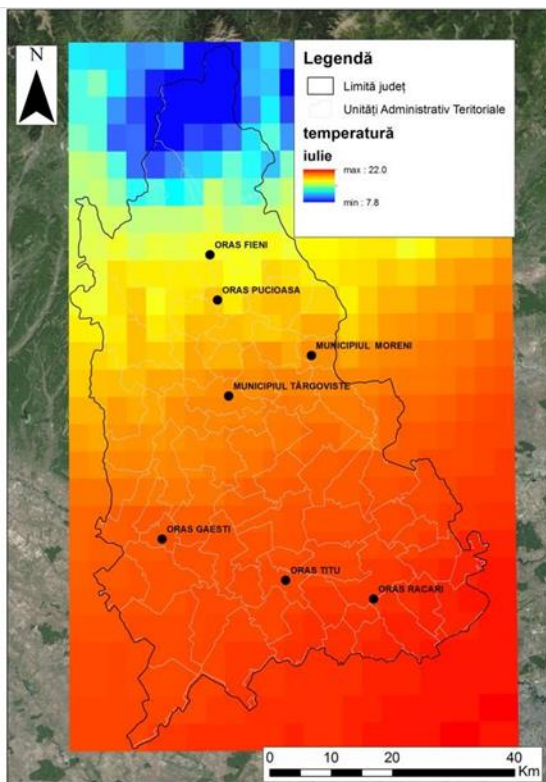 N
Legendă
Limită județ
Unități Administrativ Teritoriale
temperatură
iulie
max : 22.0
min : 7.8
ORAS FIENI
ORAS PUCIOASA
MUNICIPIUL MORENI
MUNICIPIUL TÂRGOVISTE
ORAS GAESTI
ORAS TITU
ORAS RACARI
0 10 20 40
Km